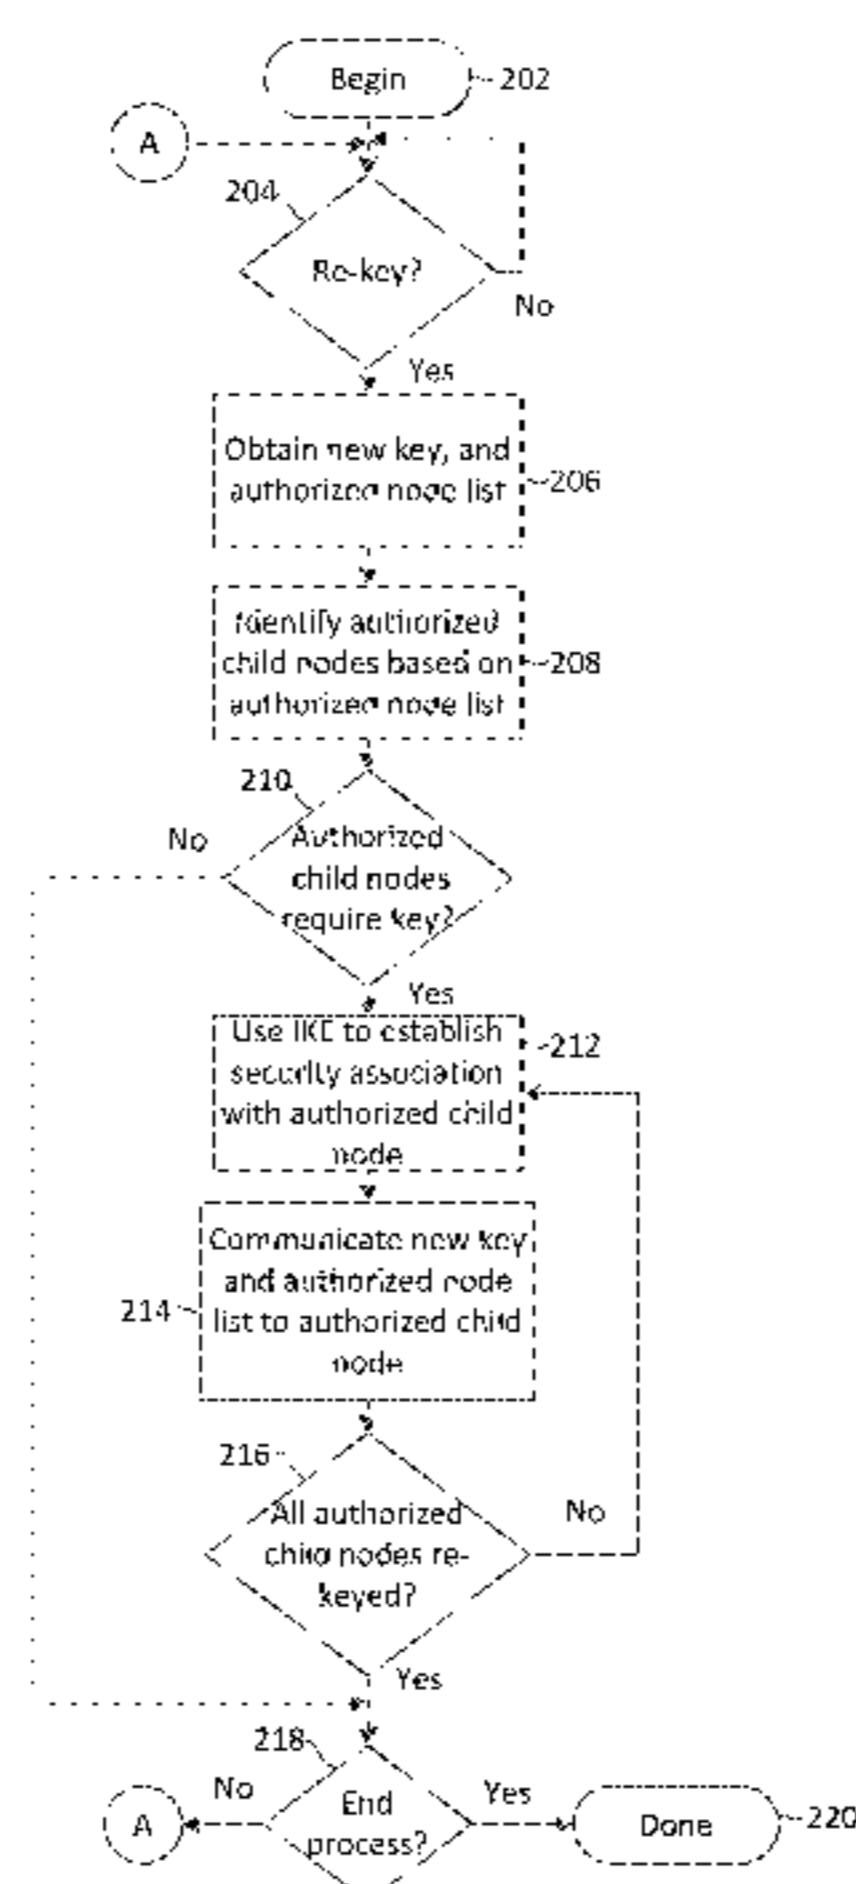 Begin
202
A
204
Re-key?
No
Yes
Obtain new key, and
authorized node list
206
Identify authorized
child nodes based on
authorized node list
208
210
No
Authorized
child nodes
require key?
Yes
Use IKE to establish
security association
with authorized child
node
212
Communicate new key
and authorized node
list to authorized child
node
214
216
All authorized
child nodes re-
keyed?
No
Yes
218
No
End
process?
Yes
A
Done
220